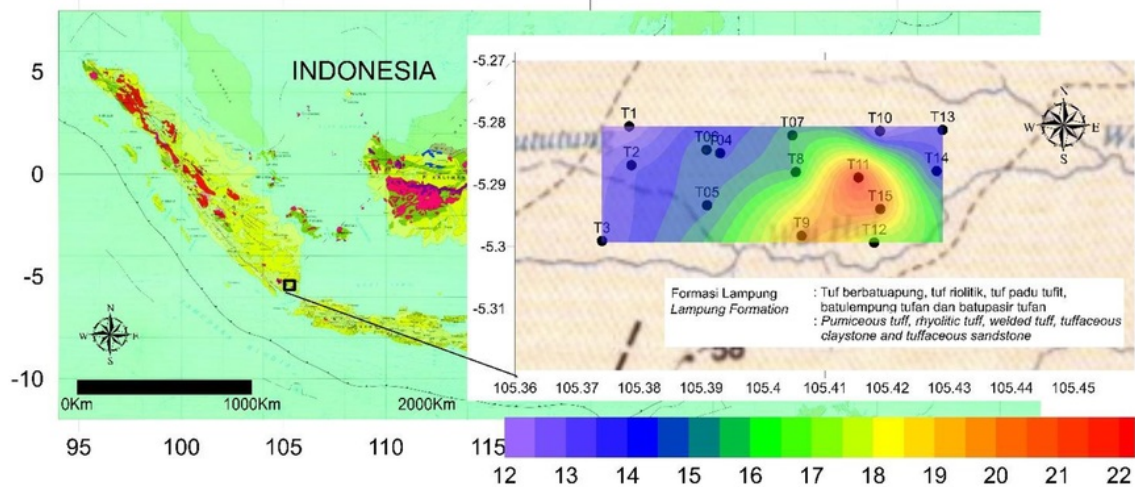 INDONESIA
5
0
-5
-10
N
W E
S
0Km 1000Km 2000Km
95 100 105 110 115
-5.27
-5.28
-5.29
-5.3
-5.31
T1
T2
T3
T06
T04
T05
T07
T8
T9
T10
T11
T15
T12
T13
T14
N
W E
S
Formasi Lampung : Tuf berbatuapung, tuf riolitik, tuf padu tufit,
Lampung Formation batulempung tufan dan batupasir tufan
: Pumiceous tuff, rhyolitic tuff, welded tuff, tuffaceous
claystone and tuffaceous sandstone
105.36 105.37 105.38 105.39 105.4 105.41 105.42 105.43 105.44 105.45
12 13 14 15 16 17 18 19 20 21 22